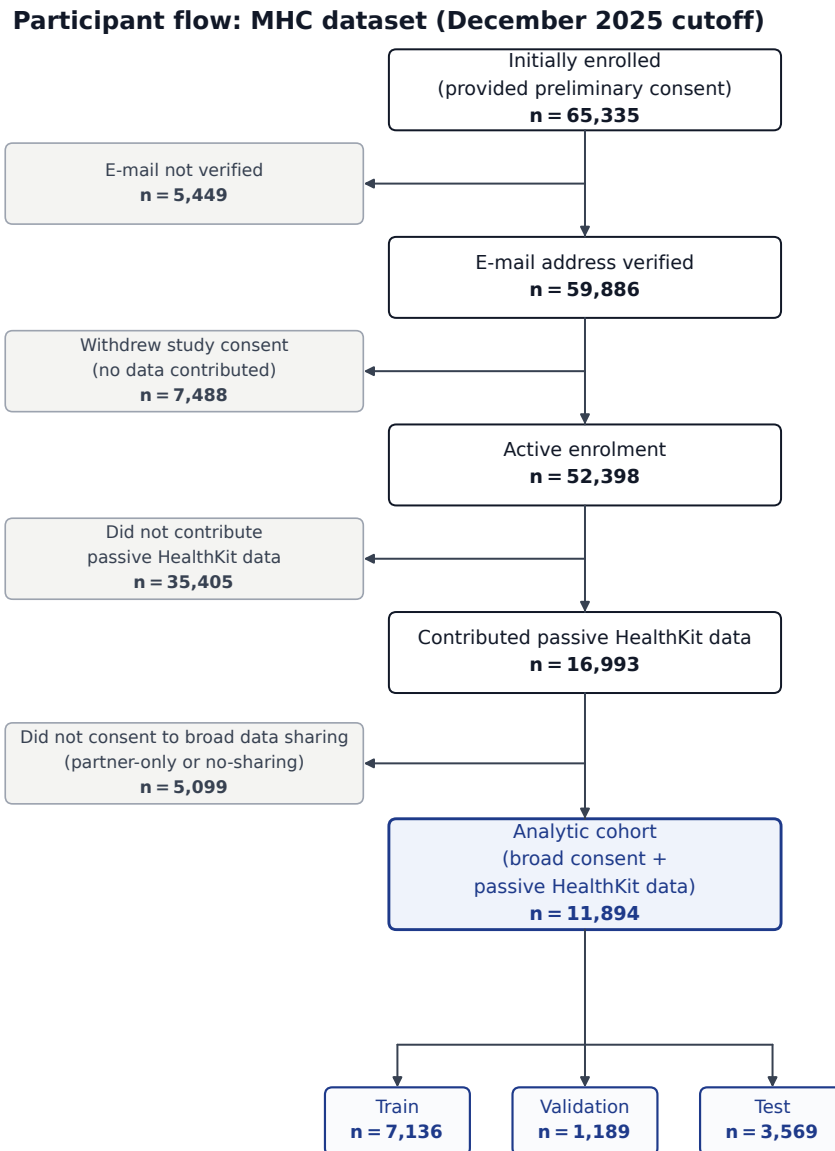 Participant flow: MHC dataset (December 2025 cutoff)
Initially enrolled
(provided preliminary consent)
n = 65,335
E-mail not verified
n = 5,449
E-mail address verified
n = 59,886
Withdrew study consent
(no data contributed)
n = 7,488
Active enrolment
n = 52,398
Did not contribute
passive HealthKit data
n = 35,405
Contributed passive HealthKit data
n = 16,993
Did not consent to broad data sharing
(partner-only or no-sharing)
n = 5,099
Analytic cohort
(broad consent +
passive HealthKit data)
n = 11,894
Train
n = 7,136
Validation
n = 1,189
Test
n = 3,569